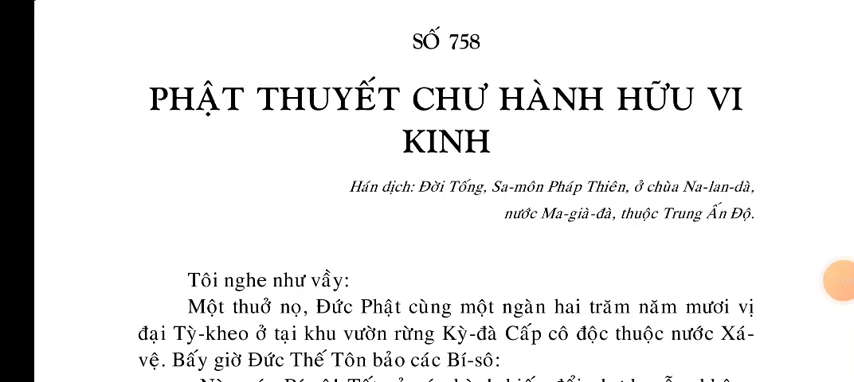 SỐ 758
PHẬT THUYẾT CHƯ HÀNH HỮU VI
KINH
Hán dịch: Đời Tống, Sa-môn Pháp Thiên, ở chùa Na-lan-dà,
nước Ma-già-đà, thuộc Trung Ấn Độ.
Tôi nghe như vầy:
Một thuở nọ, Đức Phật cùng một ngàn hai trăm năm mươi vị
đại Tỳ-kheo ở tại khu vườn rừng Kỳ-đà Cấp cô độc thuộc nước Xá-
vệ. Bấy giờ Đức Thế Tôn bảo các Bí-sô: